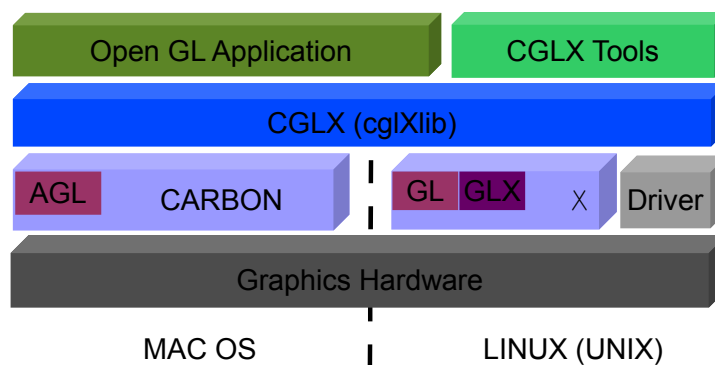 Open GL Application
CGLX Tools
CGLX (cglXlib)
AGL
CARBON
GL
GLX
X
Driver
Graphics Hardware
MAC OS
LINUX (UNIX)